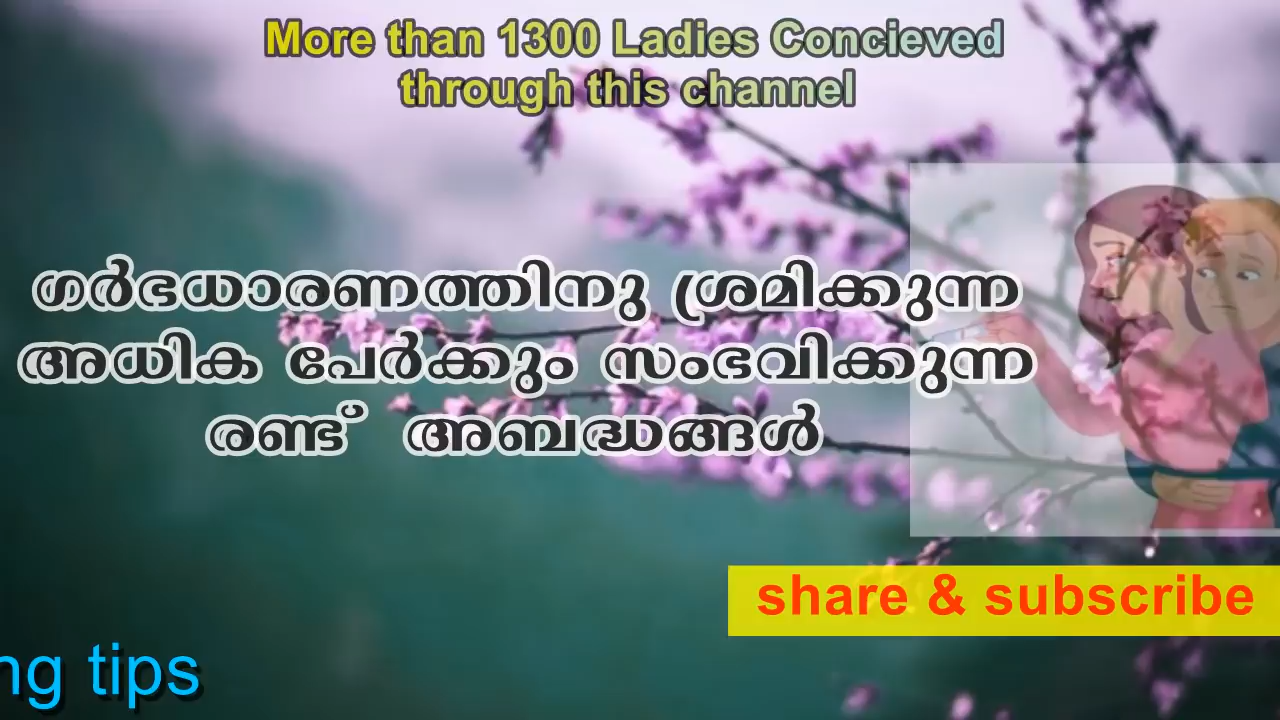 More than 1300 Ladies Concieved
through this channel
ഗർഭധാരണത്തിനു ശ്രമിക്കുന്ന
അധിക പേർക്കും സംഭവിക്കുന്ന
രണ്ട് അബദ്ധങ്ങൾ
share & subscribe
ng tips